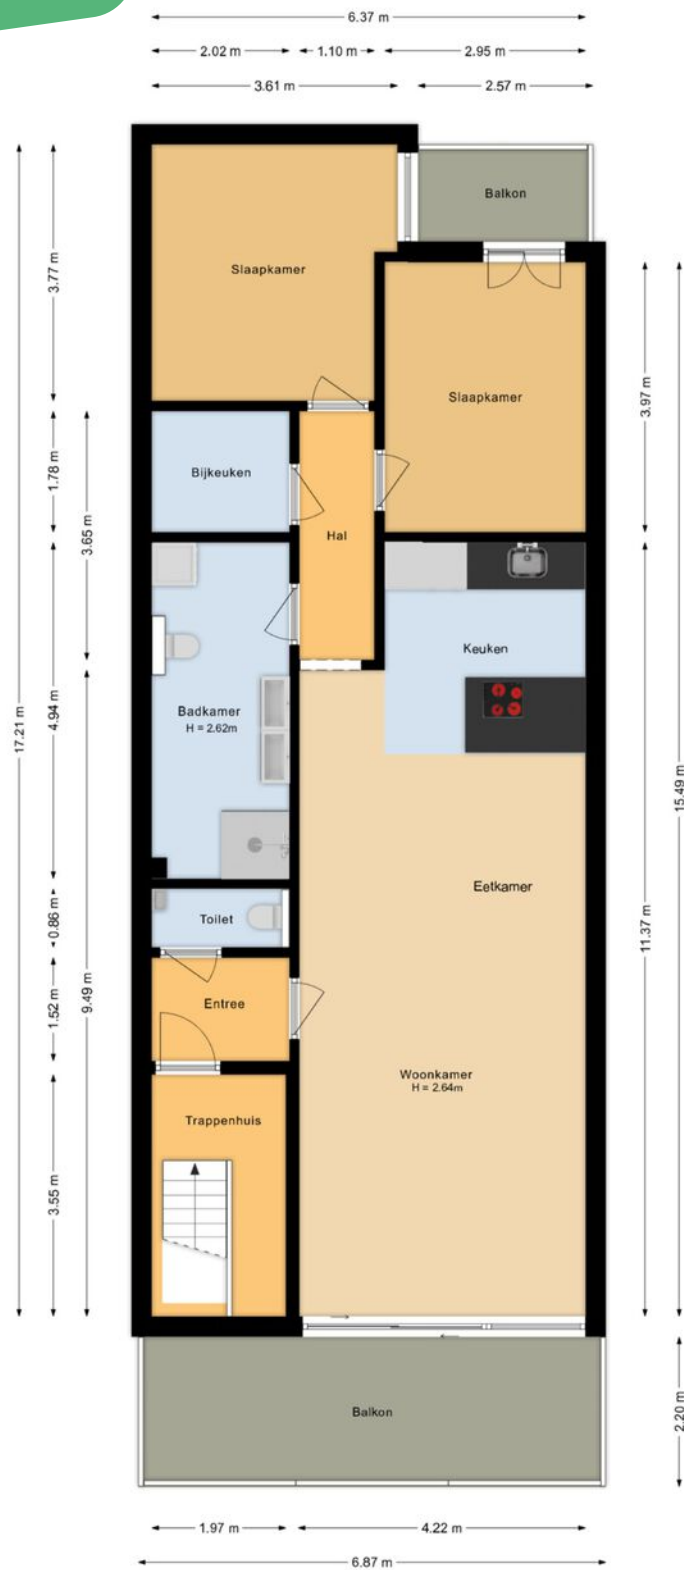 6.37 m
2.02 m
1.10 m
2.95 m
3.61 m
2.57 m
Balkon
Slaapkamer
3.77 m
Slaapkamer
3.97 m
Bijkeuken
1.78 m
Hal
3.65 m
Keuken
Badkamer
H = 2.62m
4.94 m
17.21 m
15.49 m
Eetkamer
Toilet
0.86 m
11.37 m
Entree
1.52 m
9.49 m
Woonkamer
H = 2.64m
Trappenhuis
3.55 m
Balkon
2.20 m
1.97 m
4.22 m
6.87 m